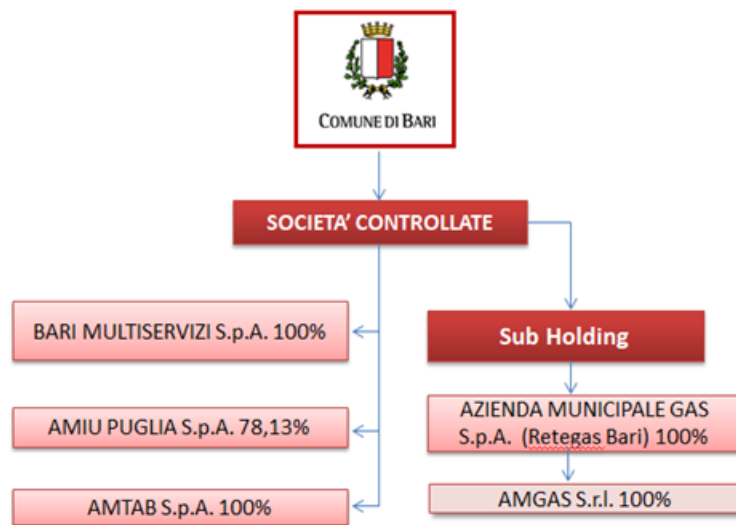 COMUNE DI BARI
SOCIETA' CONTROLLATE
BARI MULTISERVIZI S.p.A. 100%
AMIU PUGLIA S.p.A. 78,13%
AMTAB S.p.A. 100%
Sub Holding
AZIENDA MUNICIPALE GAS
S.p.A. (Retegas Bari) 100%
AMGAS S.r.l. 100%